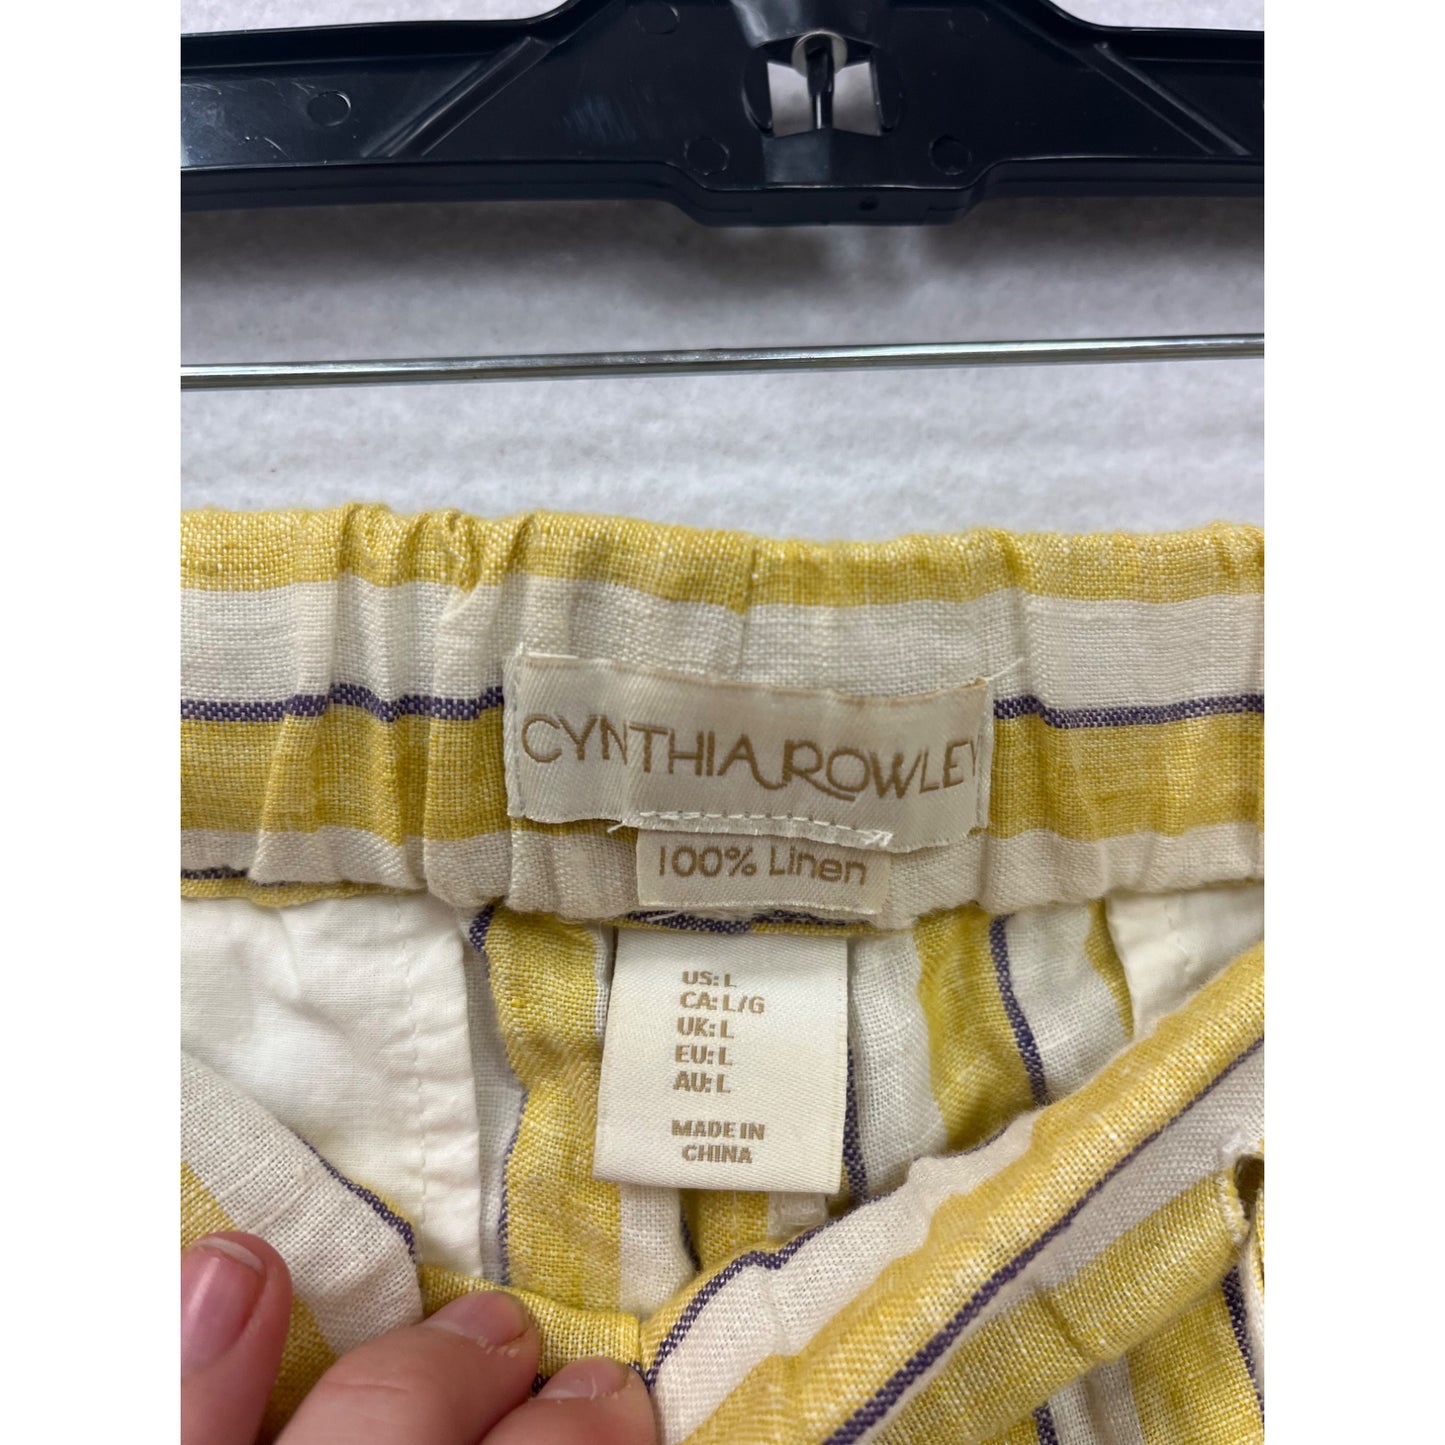 CYNTHIA ROWLEY
100% Linen
US: L
CA: L/G
UK: L
EU: L
AU: L
MADE IN
CHINA